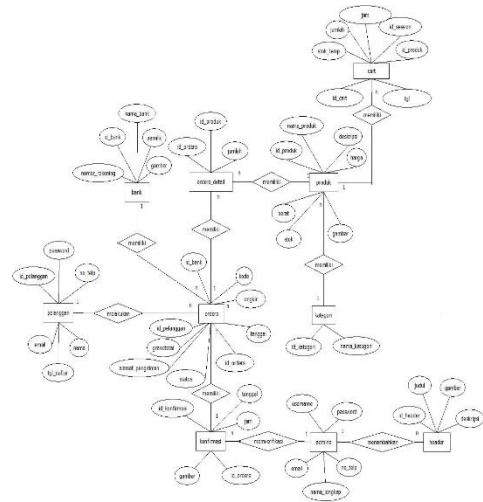 jam
jumlah
id_session
stok_temp
id_produk
cart
id_cart
tgl
memiliki
nama_bank
id_bank
pemilik
gambar
nomor_rekening
bank
id_produk
id_orders
jumlah
orders_detail
memiliki
nama_produk
deskripsi
id_produk
harga
produk
berat
stok
gambar
memiliki
memiliki
memiliki
kategori
id_kategori
nama_kategori
password
id_pelanggan
no_telp
pelanggan
email
nama
tgl_daftar
melakukan
id_bank
kode
ongkir
orders
id_pelanggan
grandtotal
alamat_pengiriman
status
id_orders
tanggal
memiliki
id_konfirmasi
tanggal
jam
konfirmasi
gambar
id_orders
memverifikasi
username
password
admins
email
no_telp
nama_lengkap
menambahkan
judul
gambar
id_header
deskripsi
header